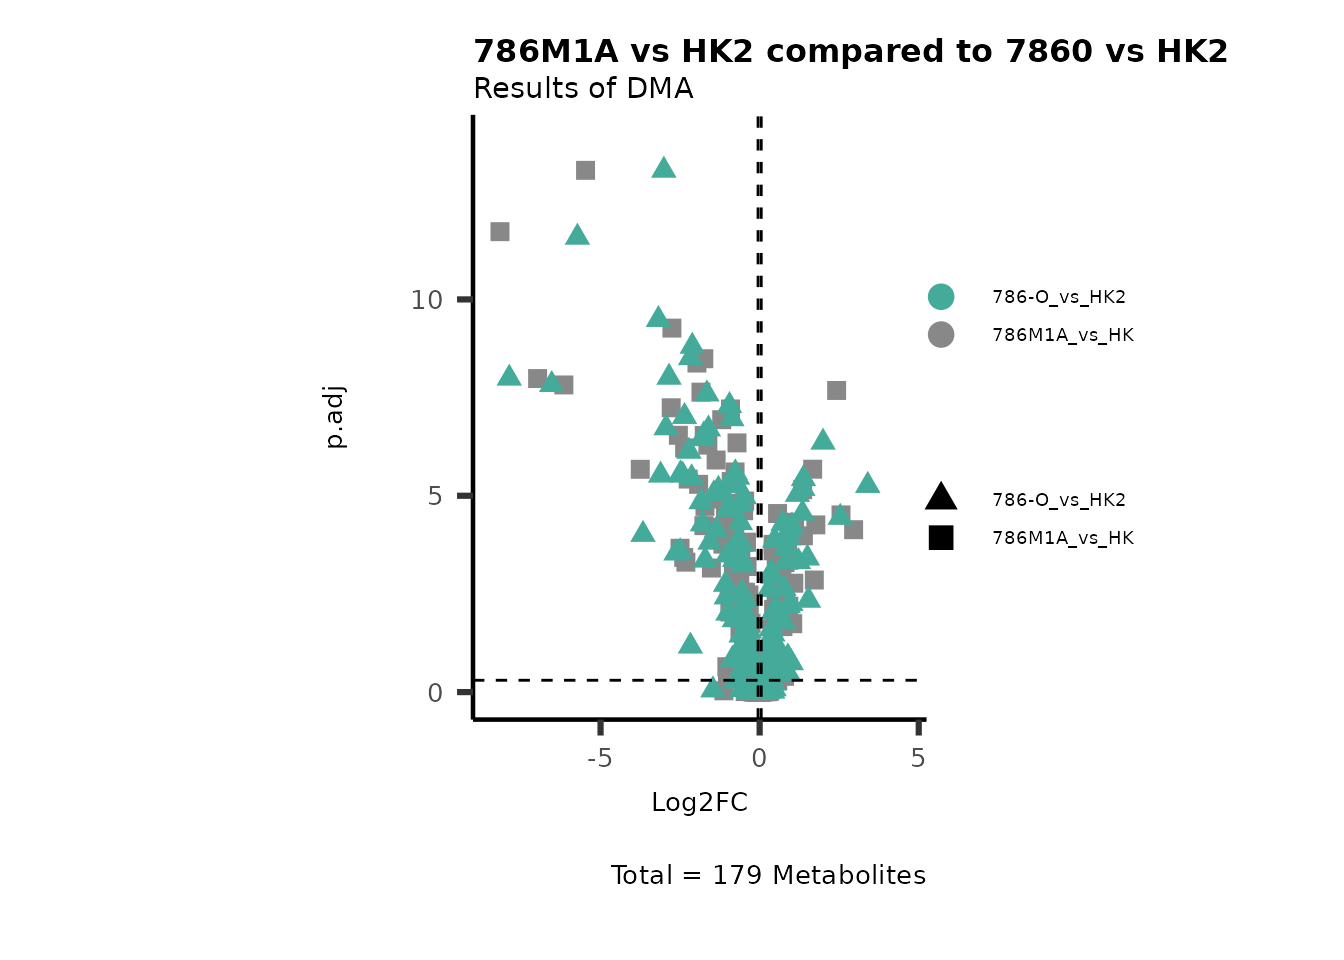 786M1A vs HK2 compared to 7860 vs HK2
Results of DMA
10
5
0
p.adj
-5
0
5
Log2FC
786-O_vs_HK2
786M1A_vs_HK
786-O_vs_HK2
786M1A_vs_HK
Total = 179 Metabolites